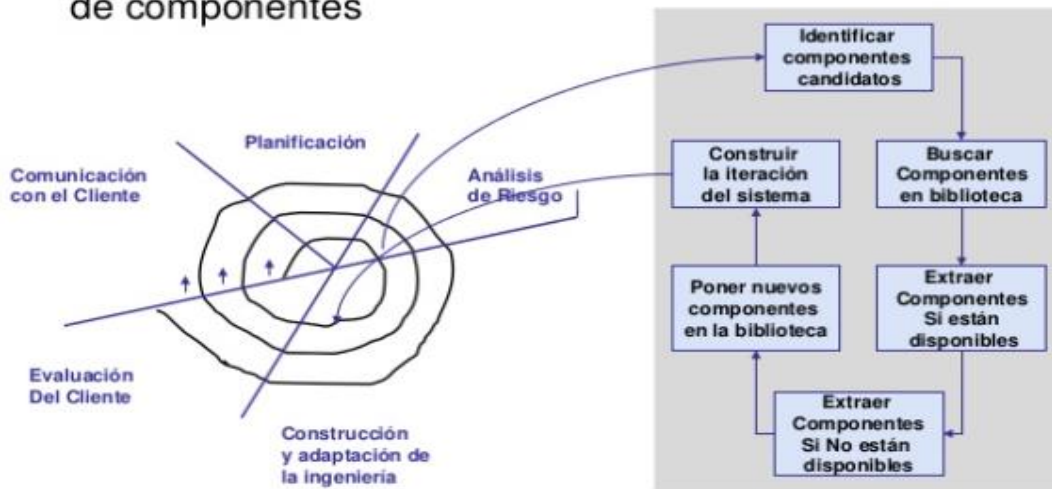 de componentes
Planificación
Comunicación
con el Cliente
Análisis
de Riesgo
Evaluación
Del Cliente
Construcción
y adaptación de
la ingeniería
Identificar
componentes
candidatos
Buscar
Componentes
en biblioteca
Extraer
Componentes
Si están
disponibles
Extraer
Componentes
Si No están
disponibles
Poner nuevos
componentes
en la biblioteca
Construir
la iteración
del sistema